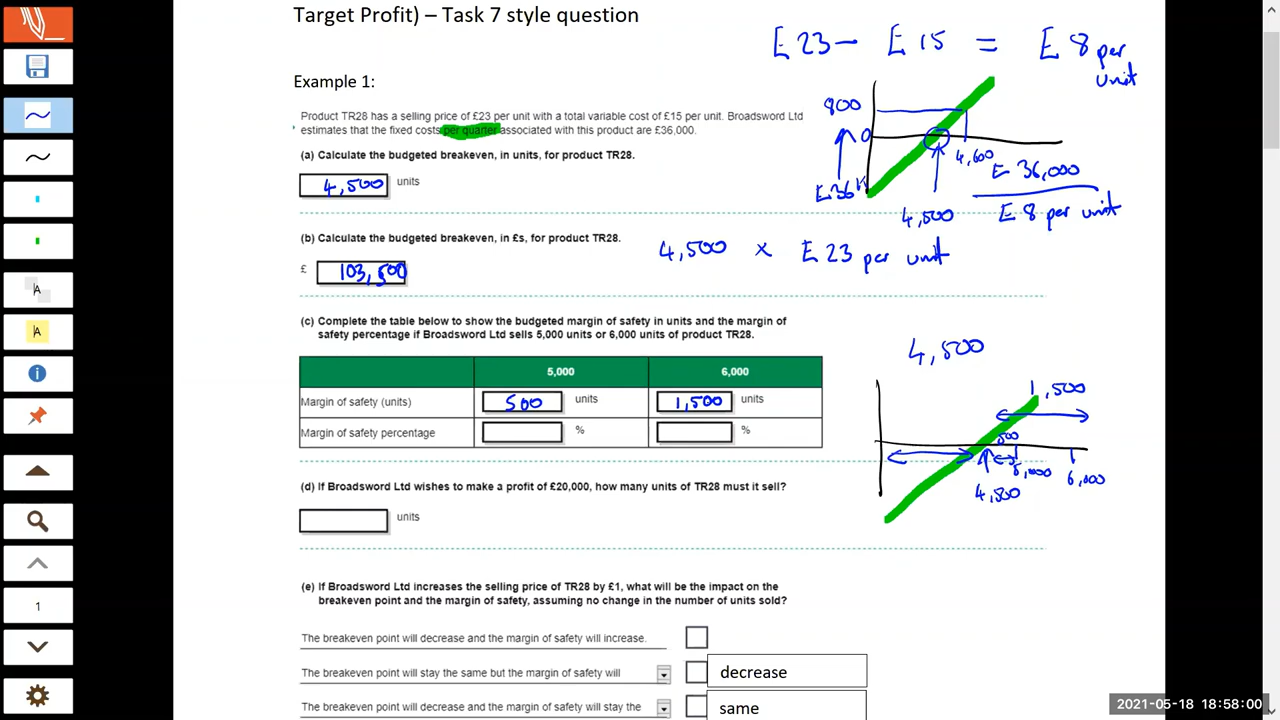 Target Profit) – Task 7 style question
£23 – £15 = £8 per unit
Example 1:
Product TR28 has a selling price of £23 per unit with a total variable cost of £15 per unit. Broadsword Ltd
estimates that the fixed costs per quarter associated with this product are £36,000.
800
0
4,600
£36K
4,500
£36,000
£8 per unit
(a) Calculate the budgeted breakeven, in units, for product TR28.
4,500 units
(b) Calculate the budgeted breakeven, in £s, for product TR28.
4,500 x £23 per unit
£ 103,500
(c) Complete the table below to show the budgeted margin of safety in units and the margin of
safety percentage if Broadsword Ltd sells 5,000 units or 6,000 units of product TR28.
4,500
5,000 6,000
Margin of safety (units) 500 units 1,500 units
Margin of safety percentage % %
1,500
500
5,000
6,000
4,500
(d) If Broadsword Ltd wishes to make a profit of £20,000, how many units of TR28 must it sell?
units
(e) If Broadsword Ltd increases the selling price of TR28 by £1, what will be the impact on the
breakeven point and the margin of safety, assuming no change in the number of units sold?
The breakeven point will decrease and the margin of safety will increase.
The breakeven point will stay the same but the margin of safety will decrease
The breakeven point will decrease and the margin of safety will stay the same
A
A
1
2021-05-18 18:58:00